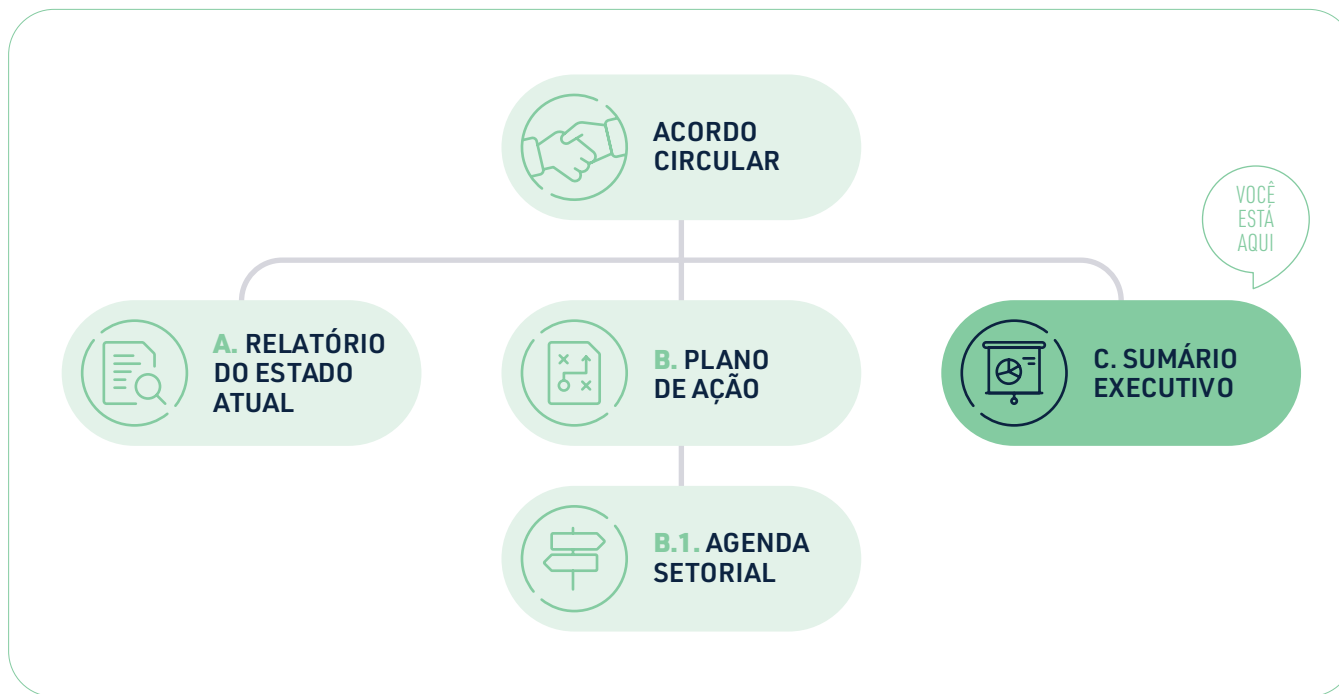 ACORDO
CIRCULAR
VOCÊ
ESTÁ
AQUI
A. RELATÓRIO
DO ESTADO
ATUAL
B. PLANO
DE AÇÃO
C. SUMÁRIO
EXECUTIVO
B.1. AGENDA
SETORIAL